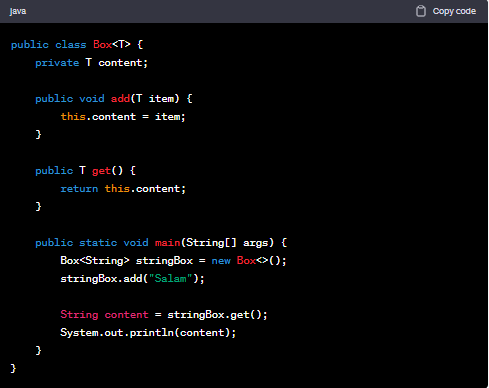 java
Copy code
public class Box<T> {
    private T content;

    public void add(T item) {
        this.content = item;
    }

    public T get() {
        return this.content;
    }

    public static void main(String[] args) {
        Box<String> stringBox = new Box<>();
        stringBox.add("Salam");

        String content = stringBox.get();
        System.out.println(content);
    }
}